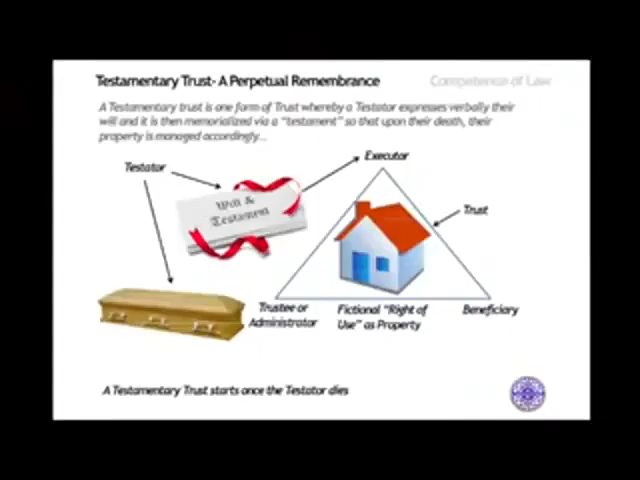 Testamentary Trust- A Perpetual Remembrance
Competence of Law
A Testamentary trust is one form of Trust whereby a Testator expresses verbally their
will and it is then memorialized via a "testament" so that upon their death, their
property is managed accordingly...
Executor
Testator
Will &
Testament
Trust
Trustee or
Administrator
Fictional "Right of
Use" as Property
Beneficiary
A Testamentary Trust starts once the Testator dies